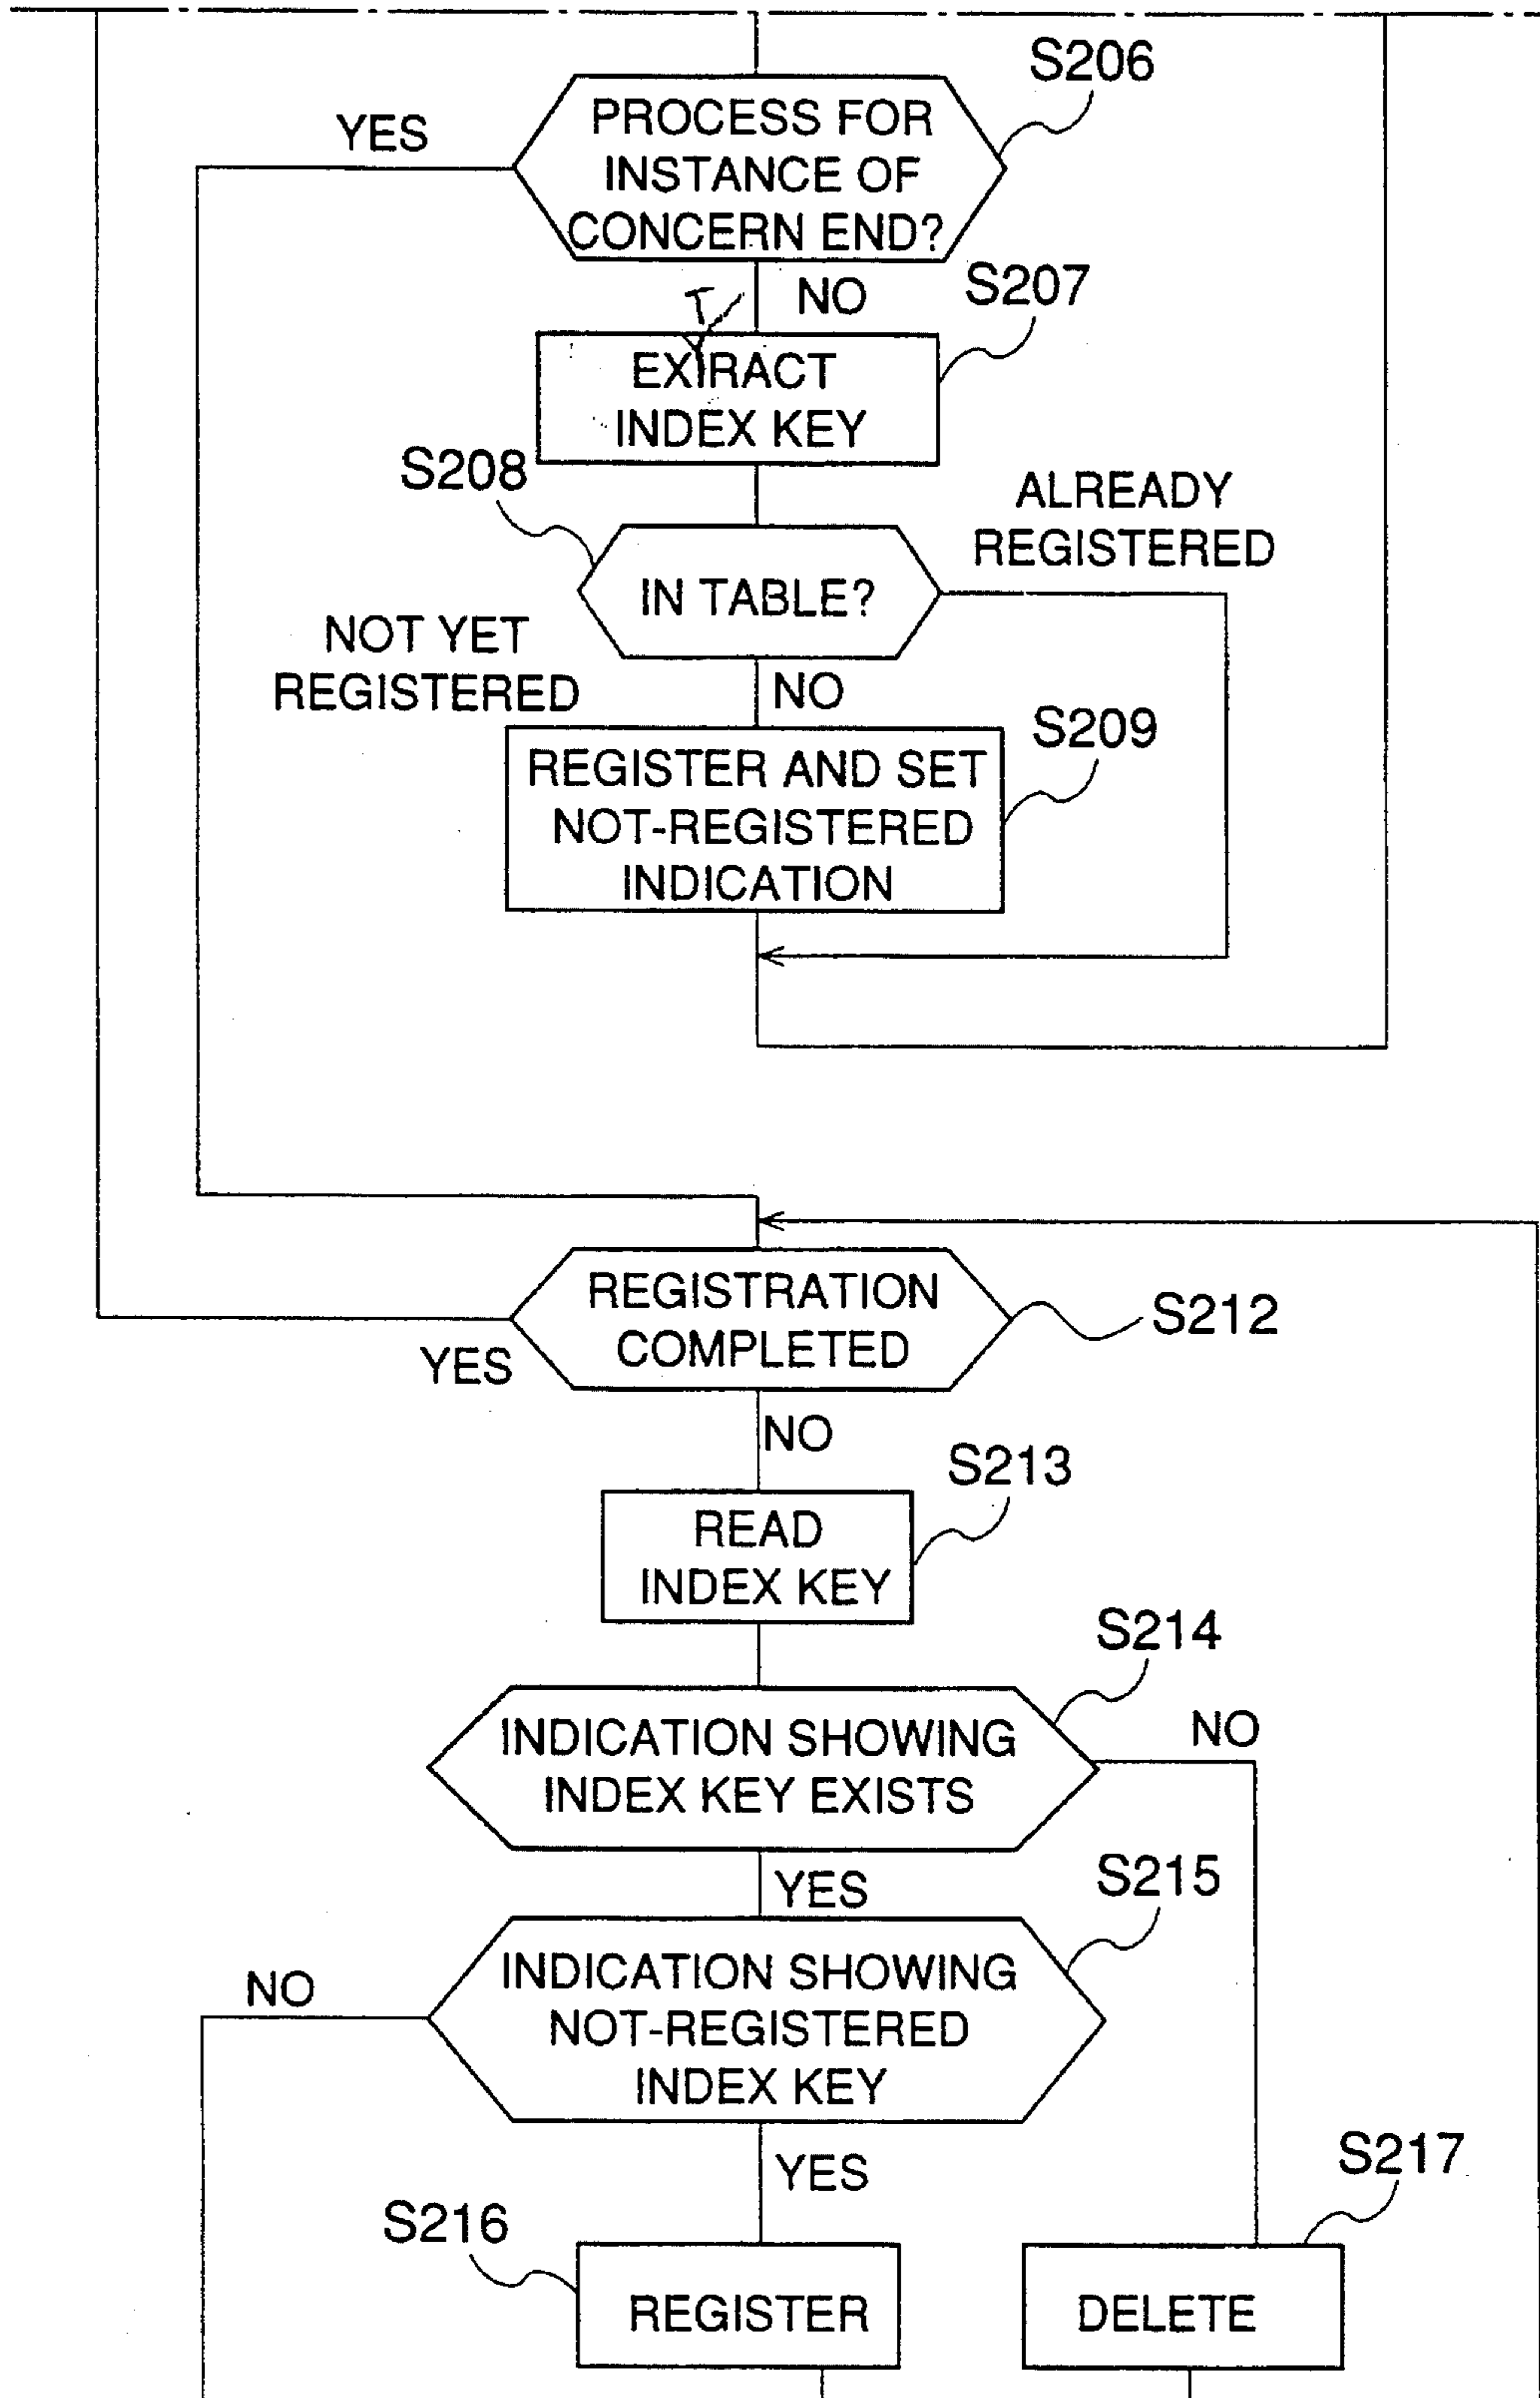 S206
YES
PROCESS FOR
INSTANCE OF
CONCERN END?
NO
S207
T
EXIRACT
INDEX KEY
S208
ALREADY
REGISTERED
IN TABLE?
NOT YET
REGISTERED
NO
S209
REGISTER AND SET
NOT-REGISTERED
INDICATION
REGISTRATION
COMPLETED
S212
YES
NO
S213
READ
INDEX KEY
S214
INDICATION SHOWING
INDEX KEY EXISTS
NO
YES
S215
INDICATION SHOWING
NOT-REGISTERED
INDEX KEY
NO
YES
S217
S216
REGISTER
DELETE